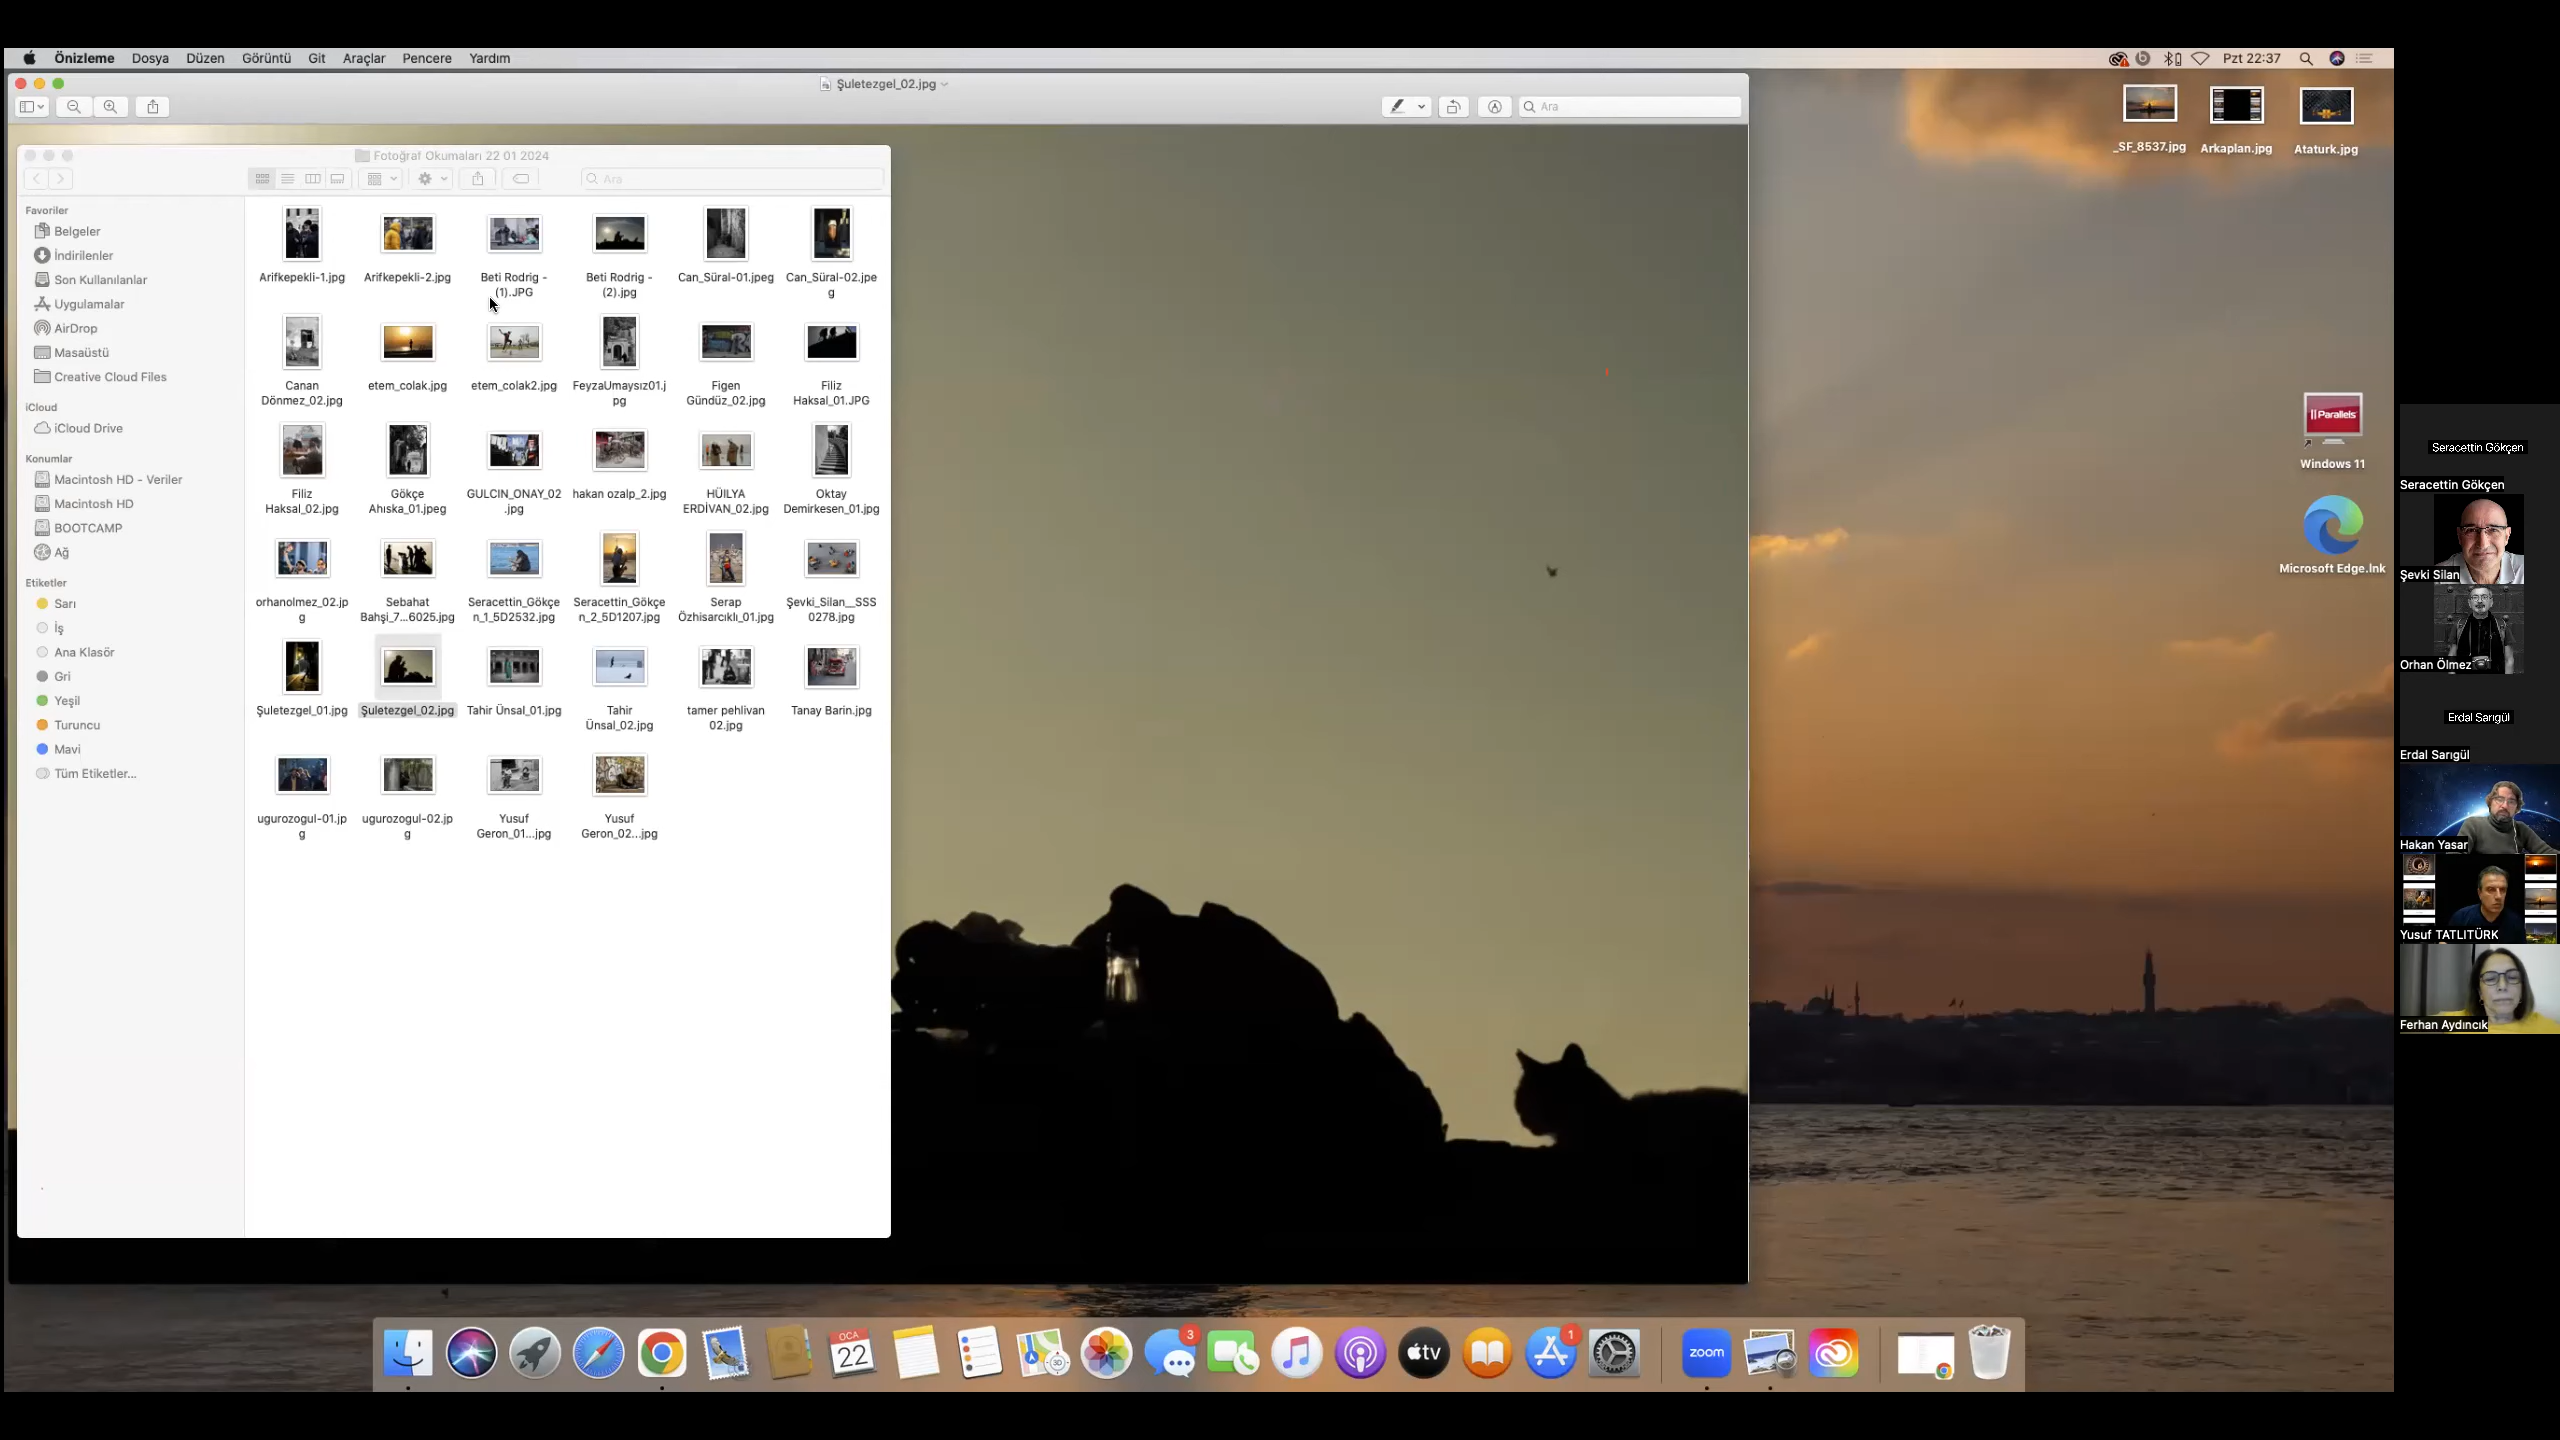 Önizleme Dosya Düzen Görüntü Git Araçlar Pencere Yardım
Pzt 22:37
Şuletezgel_02.jpg
Ara
_SF_8537.jpg Arkaplan.jpg Ataturk.jpg
Fotoğraf Okumaları 22 01 2024
Ara
Favoriler
Belgeler
İndirilenler
Son Kullanılanlar
Uygulamalar
AirDrop
Masaüstü
Creative Cloud Files
iCloud
iCloud Drive
Konumlar
Macintosh HD - Veriler
Macintosh HD
BOOTCAMP
Ağ
Etiketler
Sarı
İş
Ana Klasör
Gri
Yeşil
Turuncu
Mavi
Tüm Etiketler...
Arifkepekli-1.jpg Arifkepekli-2.jpg Beti Rodrig - Beti Rodrig - Can_Süral-01.jpeg Can_Süral-02.jpe
(1).JPG (2).jpg g
Canan etem_colak.jpg etem_colak2.jpg FeyzaUmaysız01.j Figen Filiz
Dönmez_02.jpg pg Gündüz_02.jpg Haksal_01.JPG
Filiz Gökçe GULCIN_ONAY_02 hakan ozalp_2.jpg HÜILYA Oktay
Haksal_02.jpg Ahıska_01.jpeg .jpg ERDİVAN_02.jpg Demirkesen_01.jpg
orhanolmez_02.jp Sebahat Seracettin_Gökçe Seracettin_Gökçe Serap Şevki_Silan__SSS
g Bahşi_7...6025.jpg n_1_5D2532.jpg n_2_5D1207.jpg Özhisarcıklı_01.jpg 0278.jpg
Şuletezgel_01.jpg Şuletezgel_02.jpg Tahir Ünsal_01.jpg Tahir tamer pehlivan Tanay Barin.jpg
Ünsal_02.jpg 02.jpg
ugurozogul-01.jp ugurozogul-02.jp Yusuf Yusuf
g g Geron_01...jpg Geron_02...jpg
Parallels
Windows 11
Microsoft Edge.lnk
Seracettin Gökçen
Seracettin Gökçen
Şevki Silan
Orhan Ölmez
Erdal Sarıgül
Erdal Sarıgül
Hakan Yasar
Yusuf TATLITÜRK
Ferhan Aydıncık
OCA
22
3D
3
tv
1
zoom